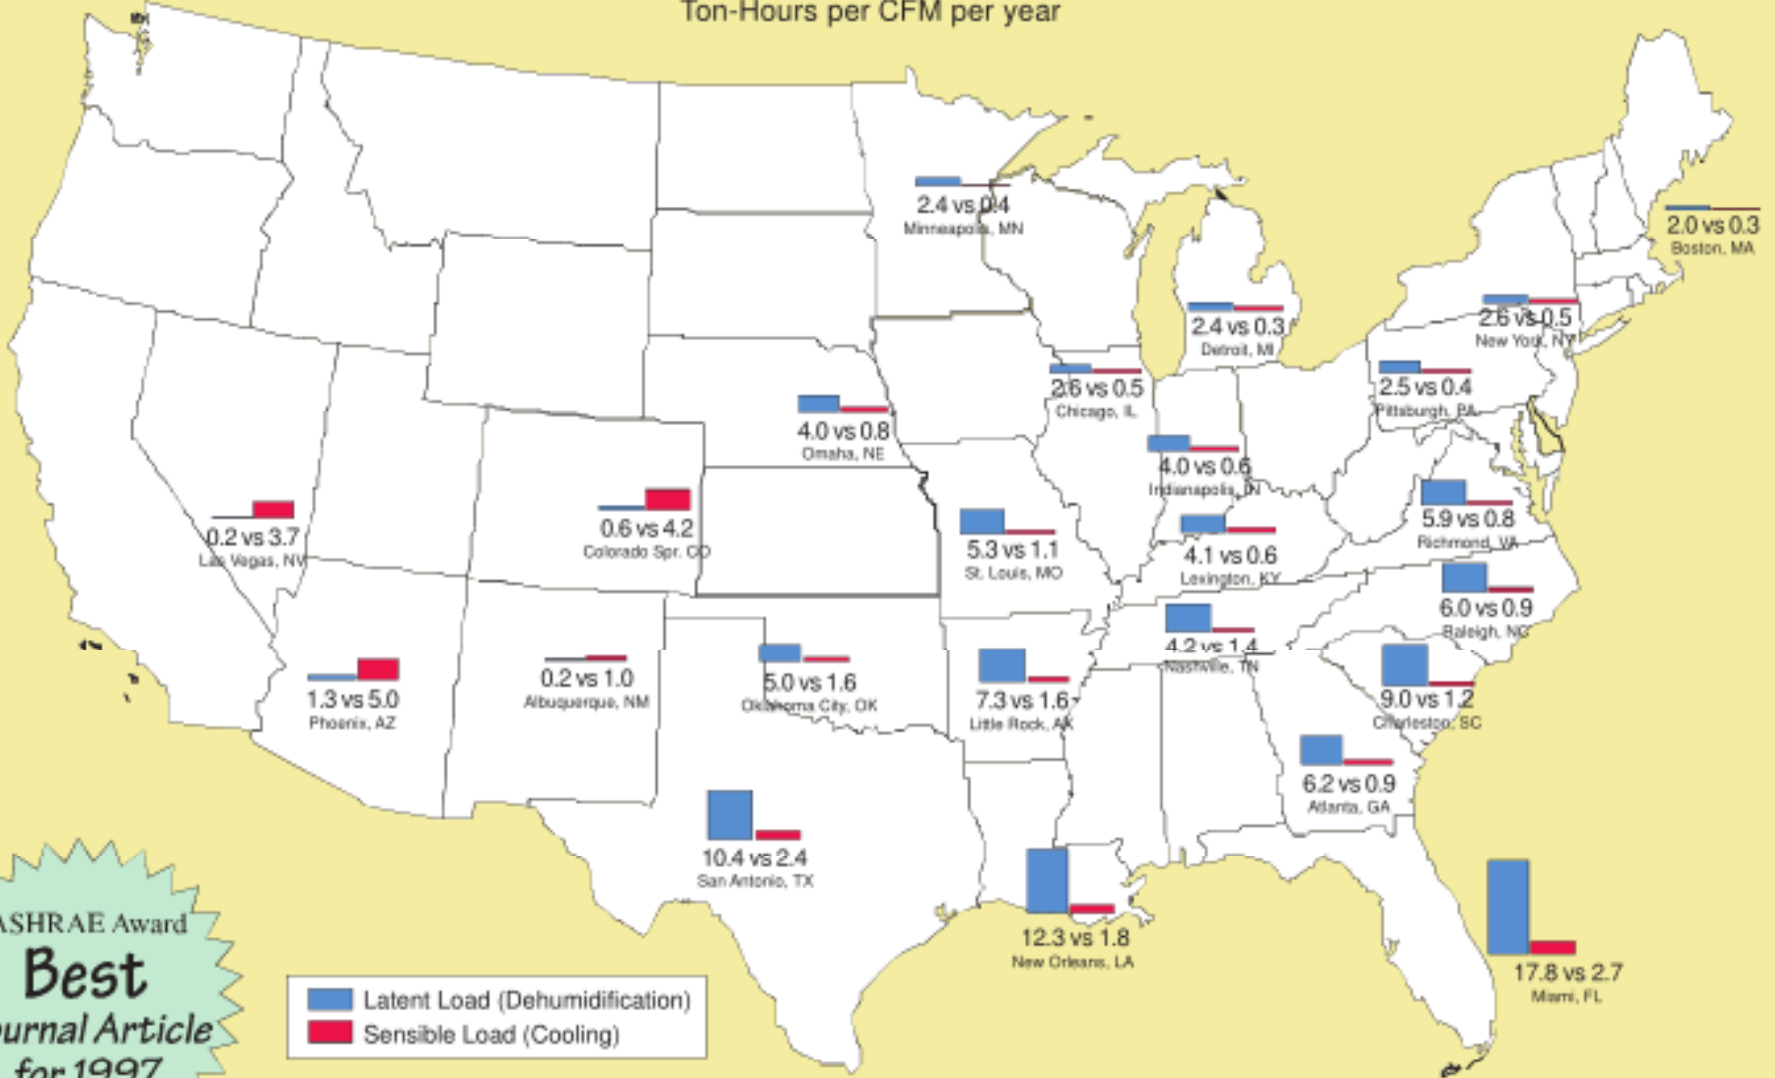 Ton-Hours per CFM per year
2.4 vs 0.4
Minneapolis, MN
2.0 vs 0.3
Boston, MA
2.4 vs 0.3
Detroit, MI
2.6 vs 0.5
New York, NY
2.6 vs 0.5
Chicago, IL
2.5 vs 0.4
Pittsburgh, PA
4.0 vs 0.8
Omaha, NE
4.0 vs 0.6
Indianapolis, IN
0.2 vs 3.7
Las Vegas, NV
0.6 vs 4.2
Colorado Spr. CO
5.3 vs 1.1
St. Louis, MO
4.1 vs 0.6
Lexington, KY
5.9 vs 0.8
Richmond, VA
6.0 vs 0.9
Raleigh, NC
4.2 vs 1.4
Nashville, TN
1.3 vs 5.0
Phoenix, AZ
0.2 vs 1.0
Albuquerque, NM
5.0 vs 1.6
Oklahoma City, OK
7.3 vs 1.6
Little Rock, AK
9.0 vs 1.2
Charleston, SC
6.2 vs 0.9
Atlanta, GA
10.4 vs 2.4
San Antonio, TX
12.3 vs 1.8
New Orleans, LA
17.8 vs 2.7
Miami, FL
ASHRAE Award
Best
urnal Article
for 1997
Latent Load (Dehumidification)
Sensible Load (Cooling)